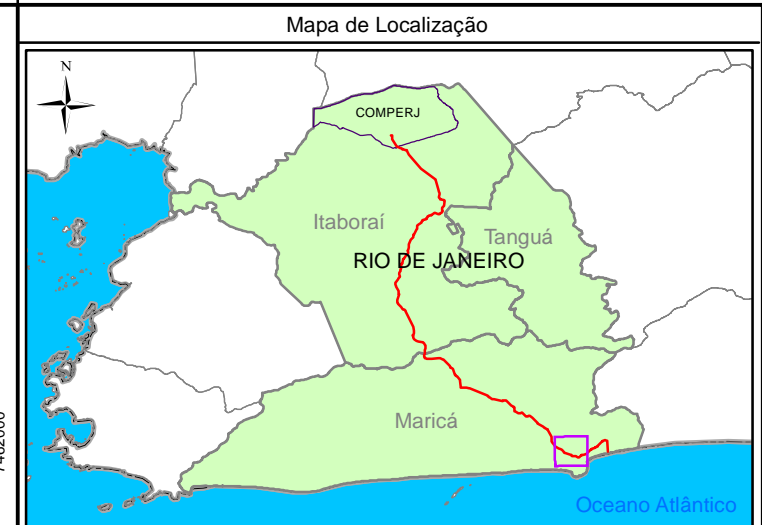 Mapa de Localização
N
COMPERJ
Itaboraí
Tanguá
RIO DE JANEIRO
Maricá
Oceano Atlântico